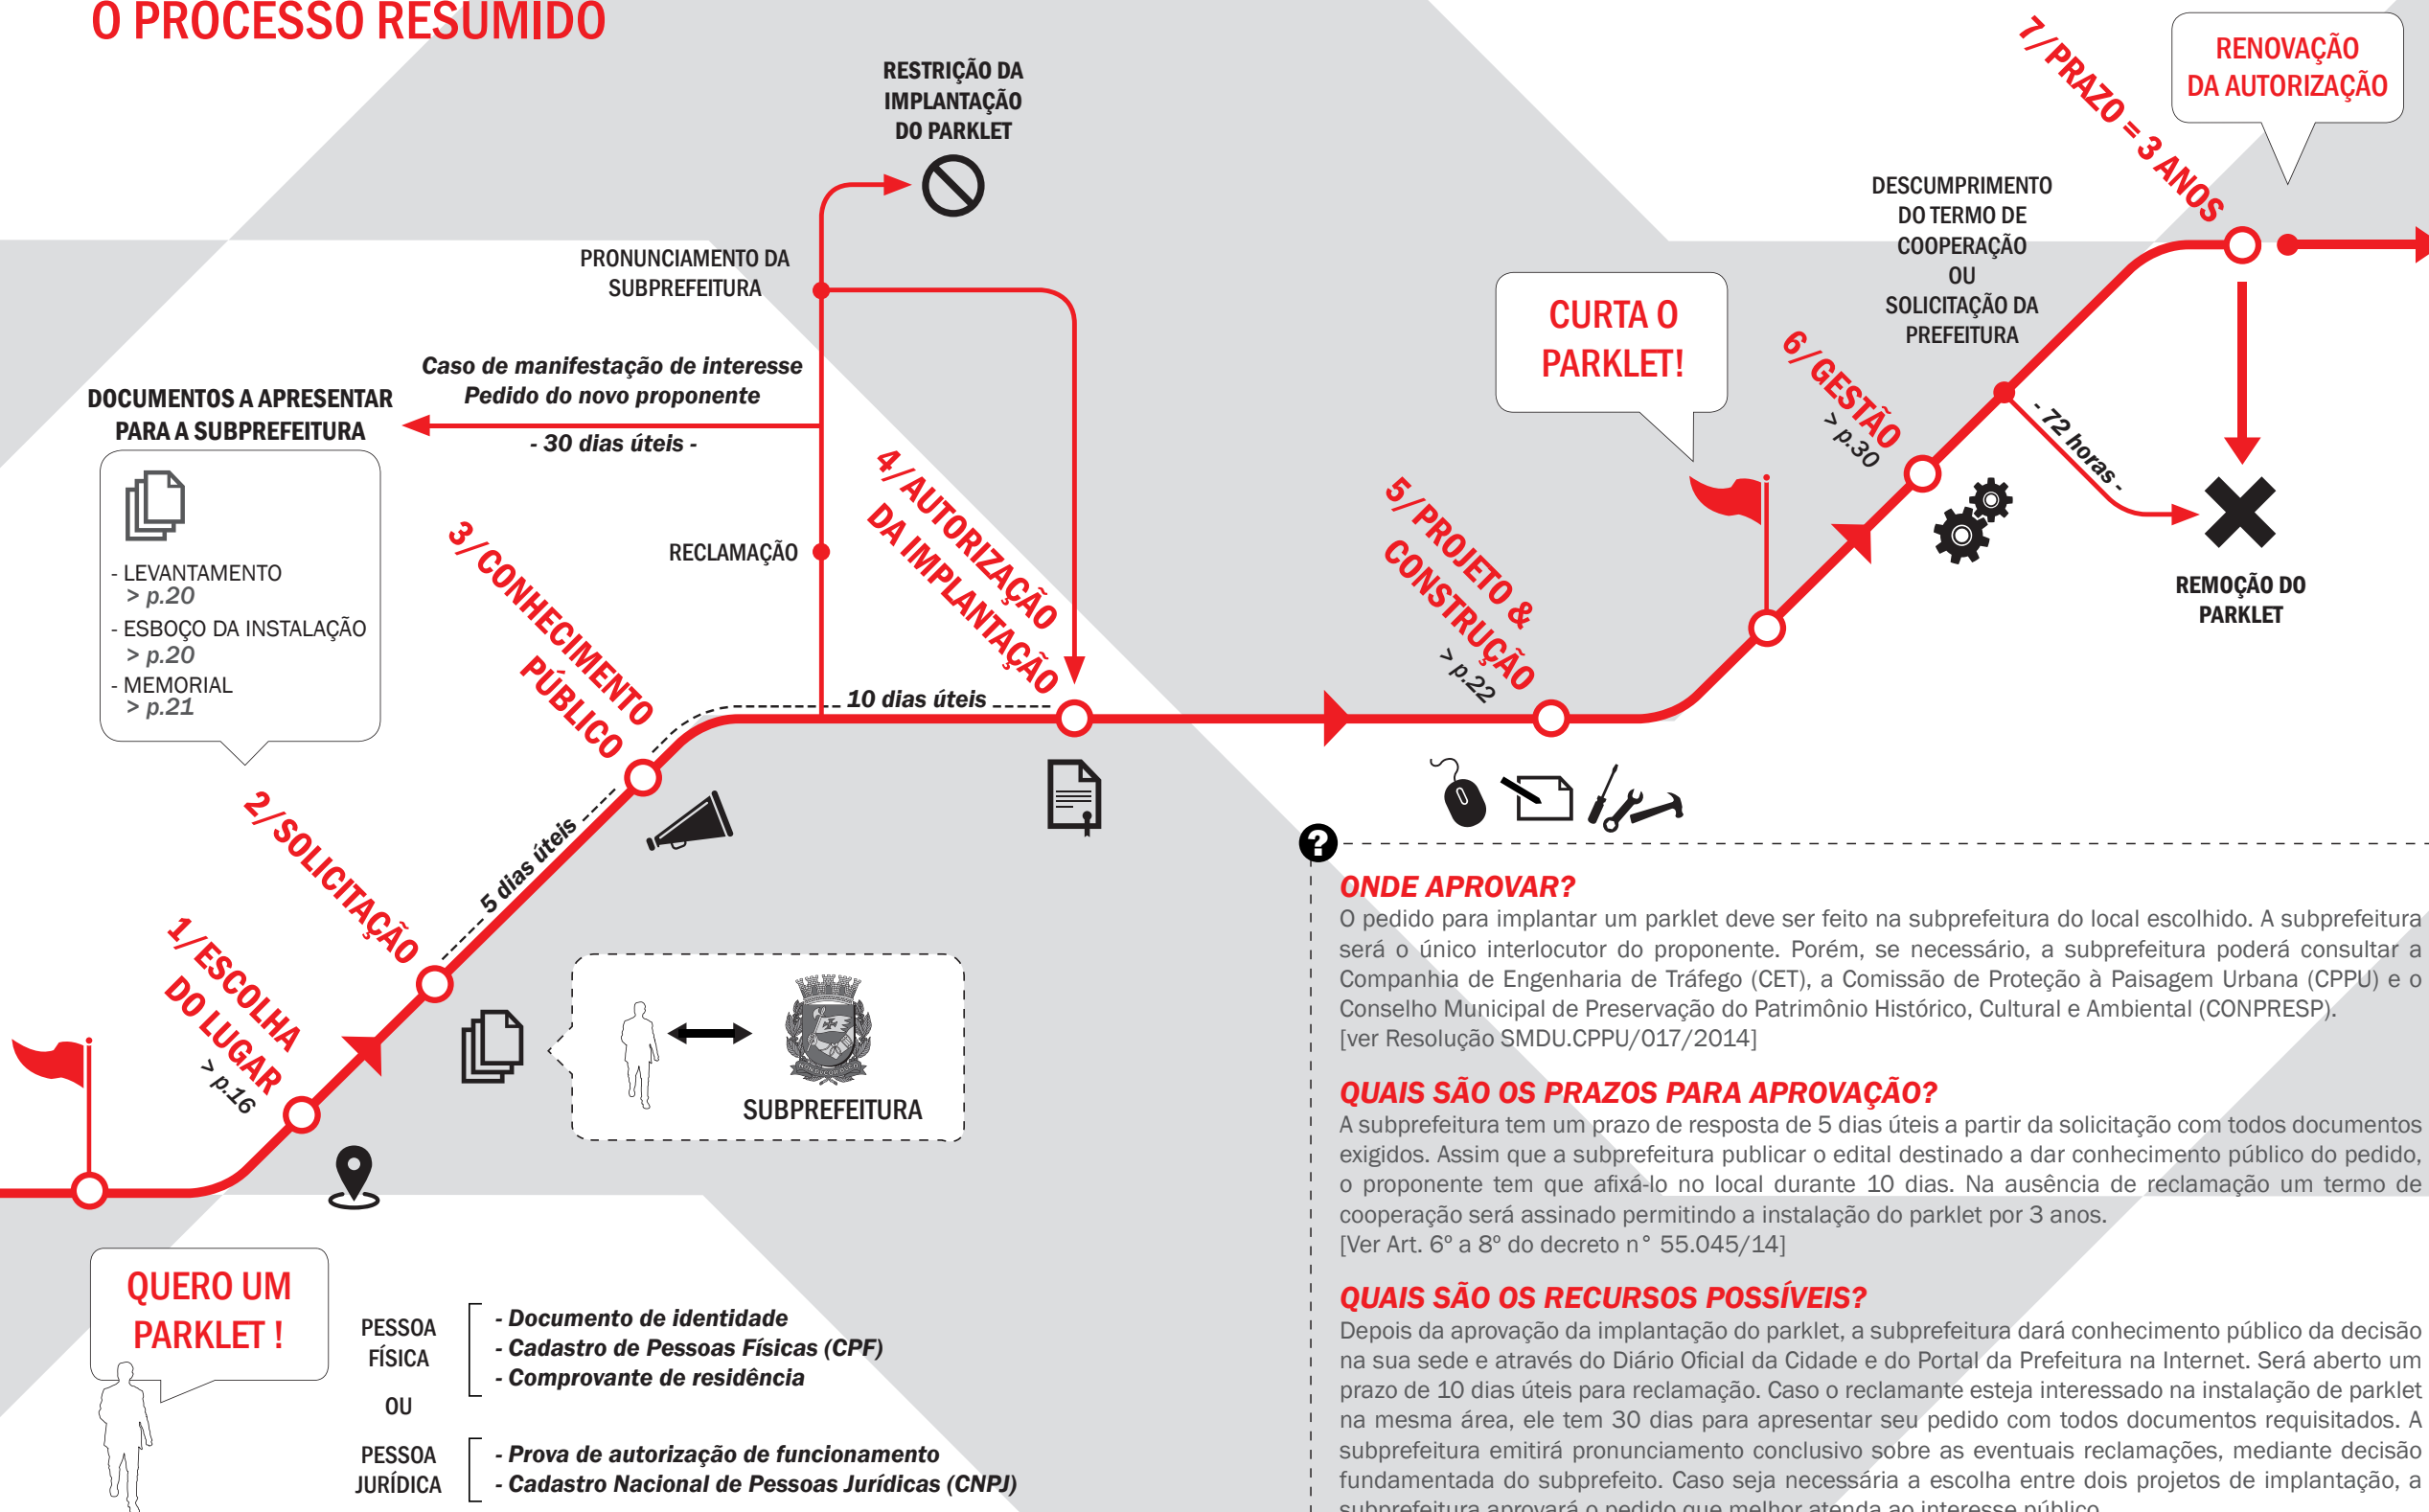 O PROCESSO RESUMIDO
RESTRIÇÃO DA
IMPLANTAÇÃO
DO PARKLET
PRONUNCIAMENTO DA
SUBPREFEITURA
Caso de manifestação de interesse
Pedido do novo proponente
- 30 dias úteis -
RECLAMAÇÃO
DOCUMENTOS A APRESENTAR
PARA A SUBPREFEITURA
- LEVANTAMENTO
> p.20
- ESBOÇO DA INSTALAÇÃO
> p.20
- MEMORIAL
> p.21
QUERO UM
PARKLET !
PESSOA
FÍSICA
- Documento de identidade
- Cadastro de Pessoas Físicas (CPF)
- Comprovante de residência
OU
PESSOA
JURÍDICA
- Prova de autorização de funcionamento
- Cadastro Nacional de Pessoas Jurídicas (CNPJ)
1/ ESCOLHA
DO LUGAR
> p.16
2/ SOLICITAÇÃO
5 dias úteis
SUBPREFEITURA
3/ CONHECIMENTO
PÚBLICO
10 dias úteis
4/ AUTORIZAÇÃO
DA IMPLANTAÇÃO
5/ PROJETO &
CONSTRUÇÃO
> p.22
CURTA O
PARKLET!
6/ GESTÃO
> p.30
DESCUMPRIMENTO
DO TERMO DE
COOPERAÇÃO
OU
SOLICITAÇÃO DA
PREFEITURA
- 72 horas -
REMOÇÃO DO
PARKLET
7/ PRAZO = 3 ANOS
RENOVAÇÃO
DA AUTORIZAÇÃO
?
ONDE APROVAR?
O pedido para implantar um parklet deve ser feito na subprefeitura do local escolhido. A subprefeitura
será o único interlocutor do proponente. Porém, se necessário, a subprefeitura poderá consultar a
Companhia de Engenharia de Tráfego (CET), a Comissão de Proteção à Paisagem Urbana (CPPU) e o
Conselho Municipal de Preservação do Patrimônio Histórico, Cultural e Ambiental (CONPRESP).
[ver Resolução SMDU.CPPU/017/2014]
QUAIS SÃO OS PRAZOS PARA APROVAÇÃO?
A subprefeitura tem um prazo de resposta de 5 dias úteis a partir da solicitação com todos documentos
exigidos. Assim que a subprefeitura publicar o edital destinado a dar conhecimento público do pedido,
o proponente tem que afixá-lo no local durante 10 dias. Na ausência de reclamação um termo de
cooperação será assinado permitindo a instalação do parklet por 3 anos.
[Ver Art. 6º a 8º do decreto n° 55.045/14]
QUAIS SÃO OS RECURSOS POSSÍVEIS?
Depois da aprovação da implantação do parklet, a subprefeitura dará conhecimento público da decisão
na sua sede e através do Diário Oficial da Cidade e do Portal da Prefeitura na Internet. Será aberto um
prazo de 10 dias úteis para reclamação. Caso o reclamante esteja interessado na instalação de parklet
na mesma área, ele tem 30 dias para apresentar seu pedido com todos documentos requisitados. A
subprefeitura emitirá pronunciamento conclusivo sobre as eventuais reclamações, mediante decisão
fundamentada do subprefeito. Caso seja necessária a escolha entre dois projetos de implantação, a
subprefeitura aprovará o pedido que melhor atenda ao interesse público.